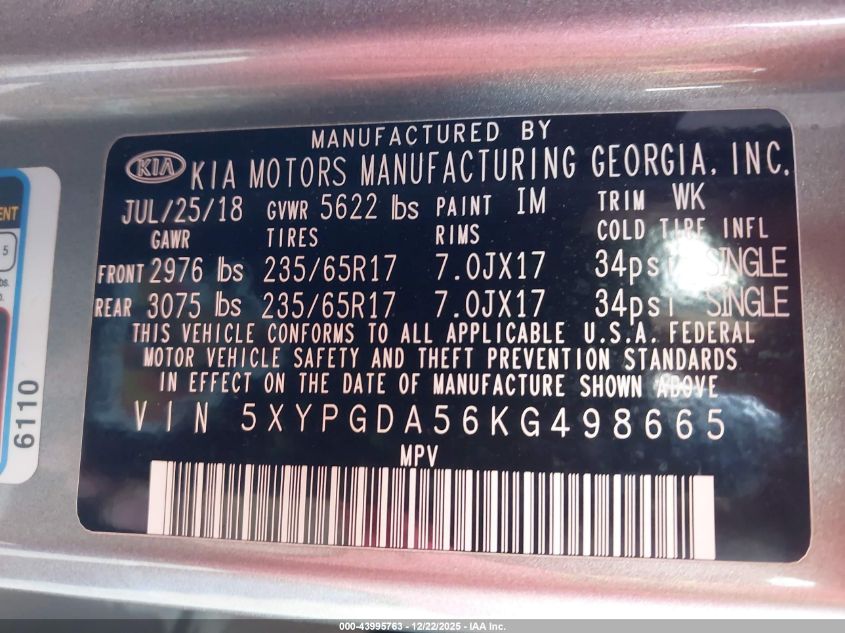 MANUFACTURED BY
KIA KIA MOTORS MANUFACTURING GEORGIA, INC.
JUL/25/18 GVWR 5622 lbs PAINT IM TRIM WK
GAWR TIRES RIMS COLD TIRE INFL
FRONT 2976 lbs 235/65R17 7.0JX17 34psi SINGLE
REAR 3075 lbs 235/65R17 7.0JX17 34psi SINGLE
THIS VEHICLE CONFORMS TO ALL APPLICABLE U.S.A. FEDERAL
MOTOR VEHICLE SAFETY AND THEFT PREVENTION STANDARDS
IN EFFECT ON THE DATE OF MANUFACTURE SHOWN ABOVE
VIN 5XYPGDA56KG498665
MPV
5
6110
000-43995763 - 12/22/2025 - IAA Inc.